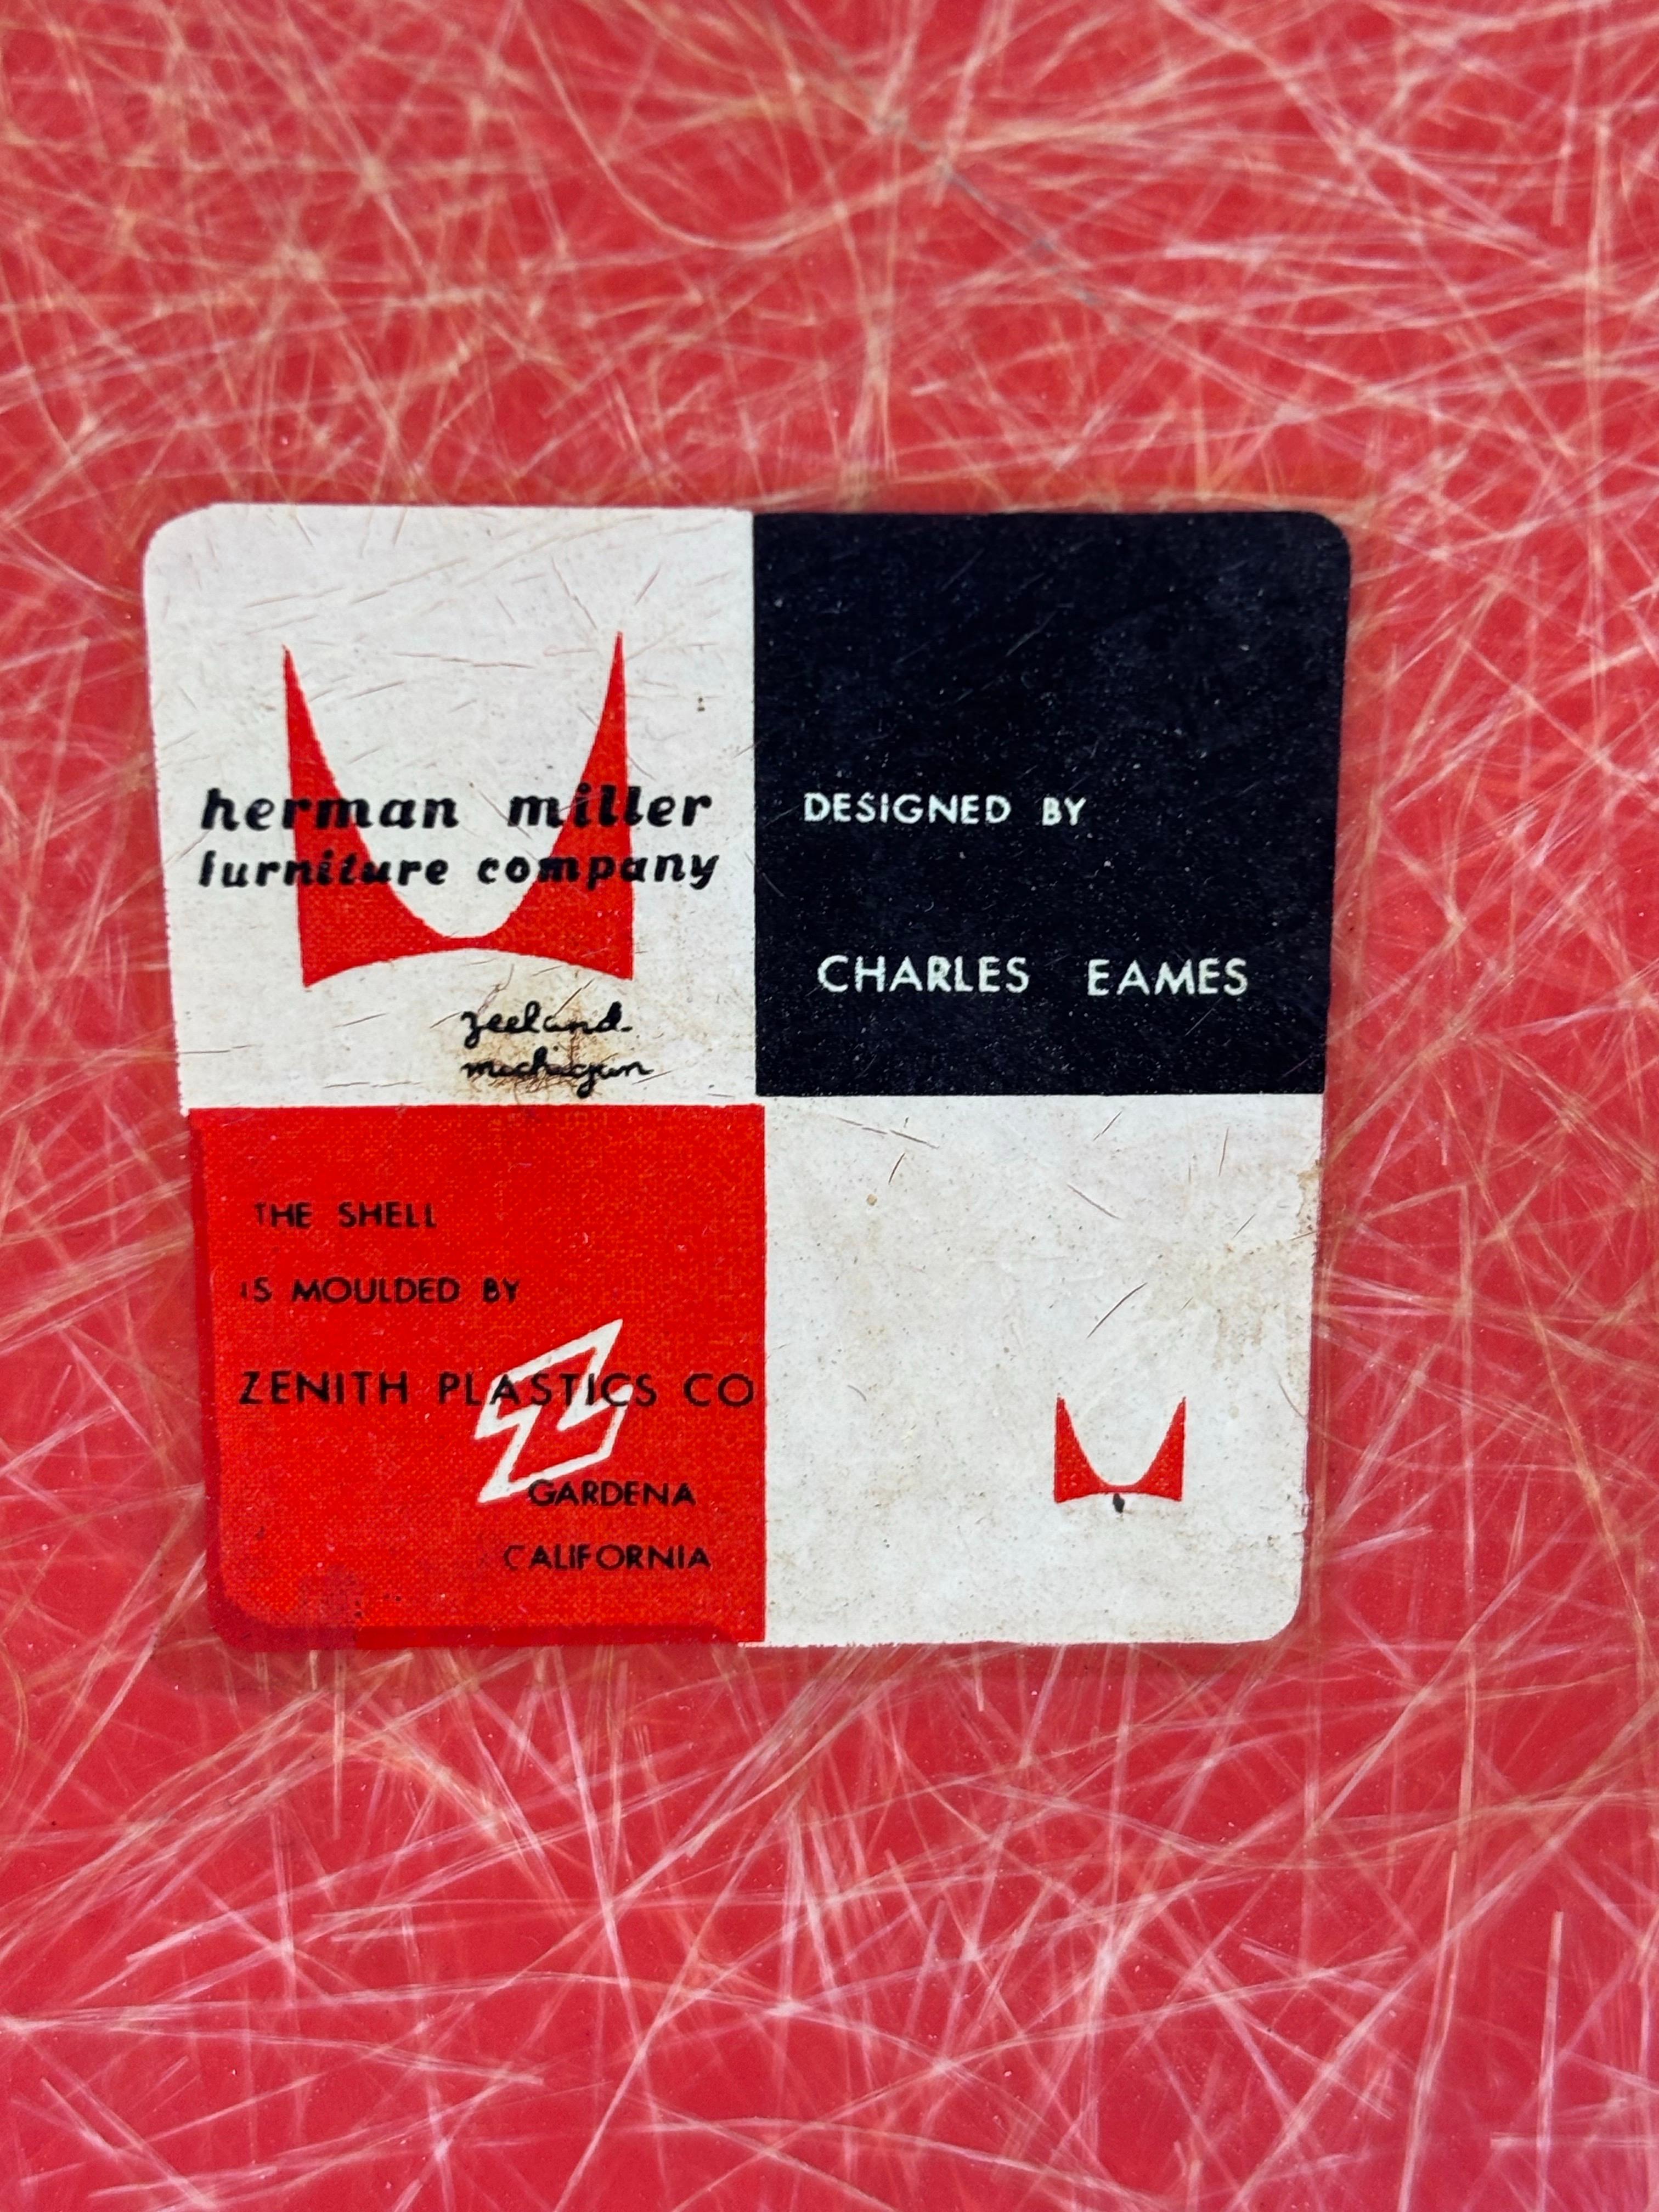 herman miller
furniture company
zeeland
michigan
DESIGNED BY
CHARLES EAMES
THE SHELL
IS MOULDED BY
ZENITH PLASTICS CO
GARDENA
CALIFORNIA